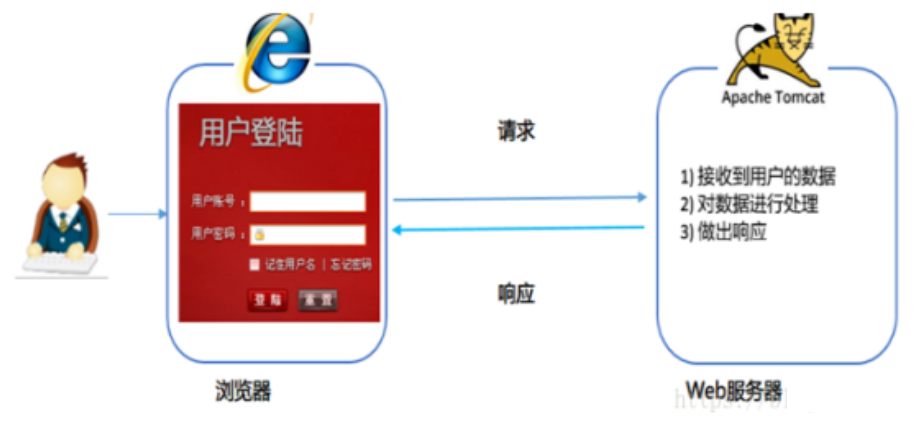 Apache Tomcat
用户登陆
请求
1) 接收到用户的数据
用户账号：
2) 对数据进行处理
用户密码：
3) 做出响应
记住用户名 | 忘记密码
登 陆
重 置
响应
浏览器
Web服务器